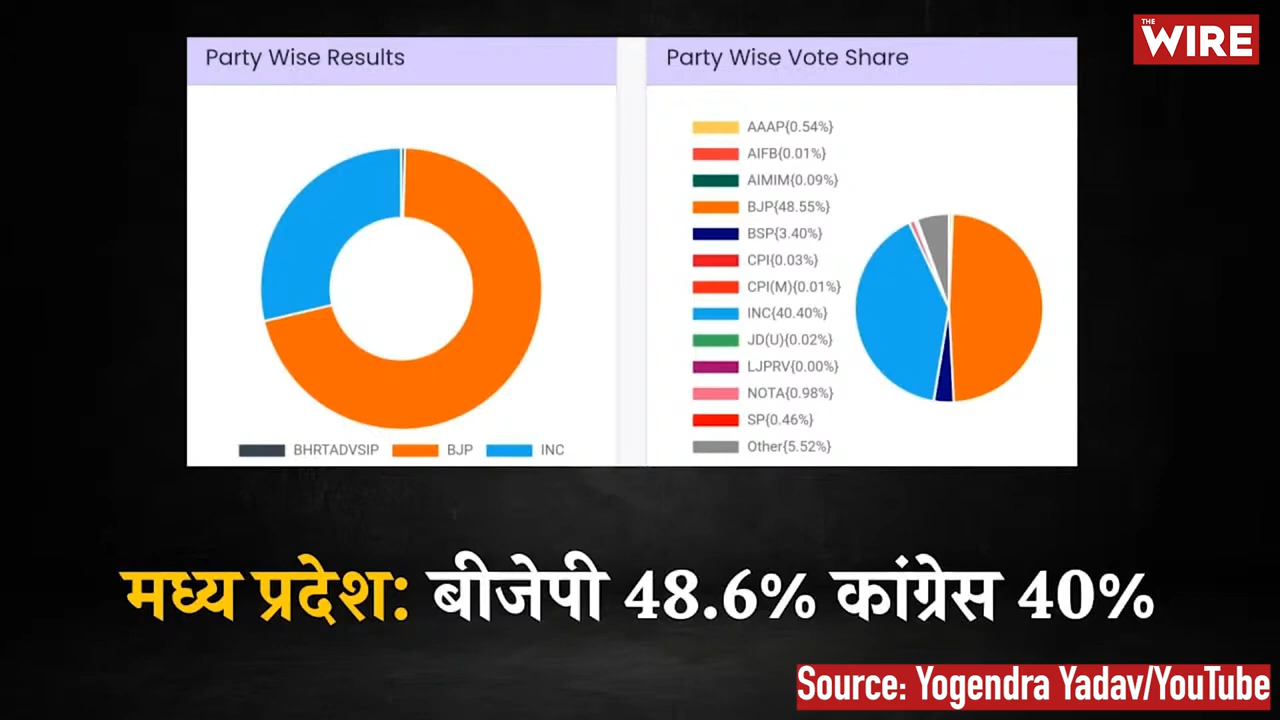 THE
WIRE
Party Wise Results
BHRTADVSIP BJP INC
Party Wise Vote Share
AAAP{0.54%}
AIFB{0.01%}
AIMIM{0.09%}
BJP{48.55%}
BSP{3.40%}
CPI{0.03%}
CPI(M){0.01%}
INC{40.40%}
JD(U){0.02%}
LJPRV{0.00%}
NOTA{0.98%}
SP{0.46%}
Other{5.52%}
मध्य प्रदेश: बीजेपी 48.6% कांग्रेस 40%
Source: Yogendra Yadav/YouTube